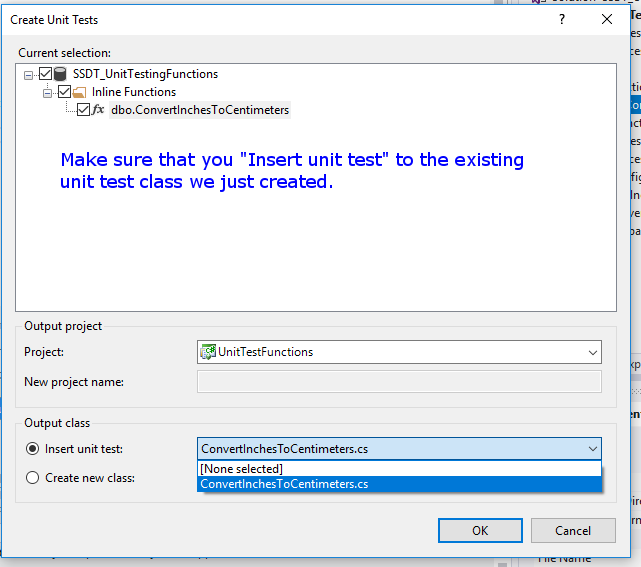 Create Unit Tests
?
Current selection:
SSDT_UnitTestingFunctions
Inline Functions
fx dbo.ConvertInchesToCentimeters
Make sure that you "Insert unit test" to the existing
unit test class we just created.
Output project
Project:
UnitTestFunctions
New project name:
Output class
Insert unit test:
ConvertInchesToCentimeters.cs
[None selected]
Create new class:
ConvertInchesToCentimeters.cs
OK
Cancel
File Name